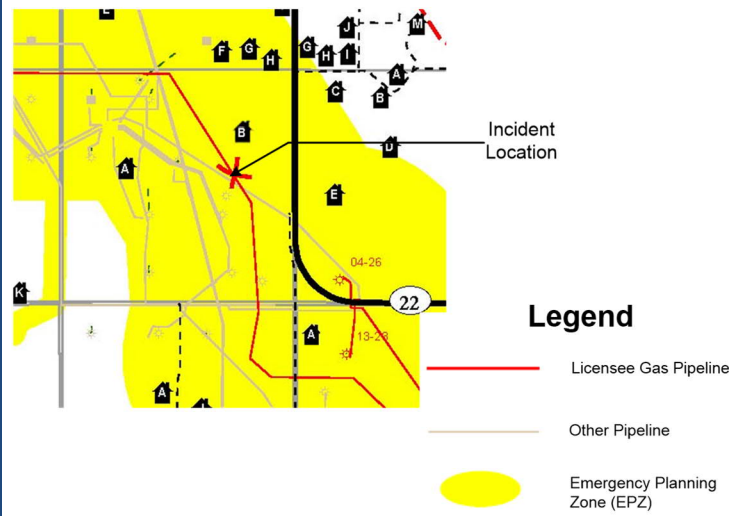 E
J
M
F
G
H
G
H
I
A
C
B
B
D
Incident
Location
A
E
04-26
K
22
Legend
A
13-23
Licensee Gas Pipeline
A
Other Pipeline
Emergency Planning
Zone (EPZ)